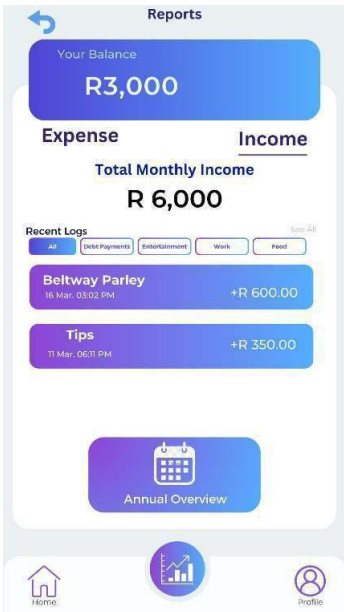 Reports
Your Balance
R3,000
Expense
Income
Total Monthly Income
R 6,000
Recent Logs
See All
All Debt Payments Entertainment Work Food
Beltway Parley
16 Mar. 03:02 PM
+R 600.00
Tips
11 Mar. 06:11 PM
+R 350.00
Annual Overview
Home
Profile